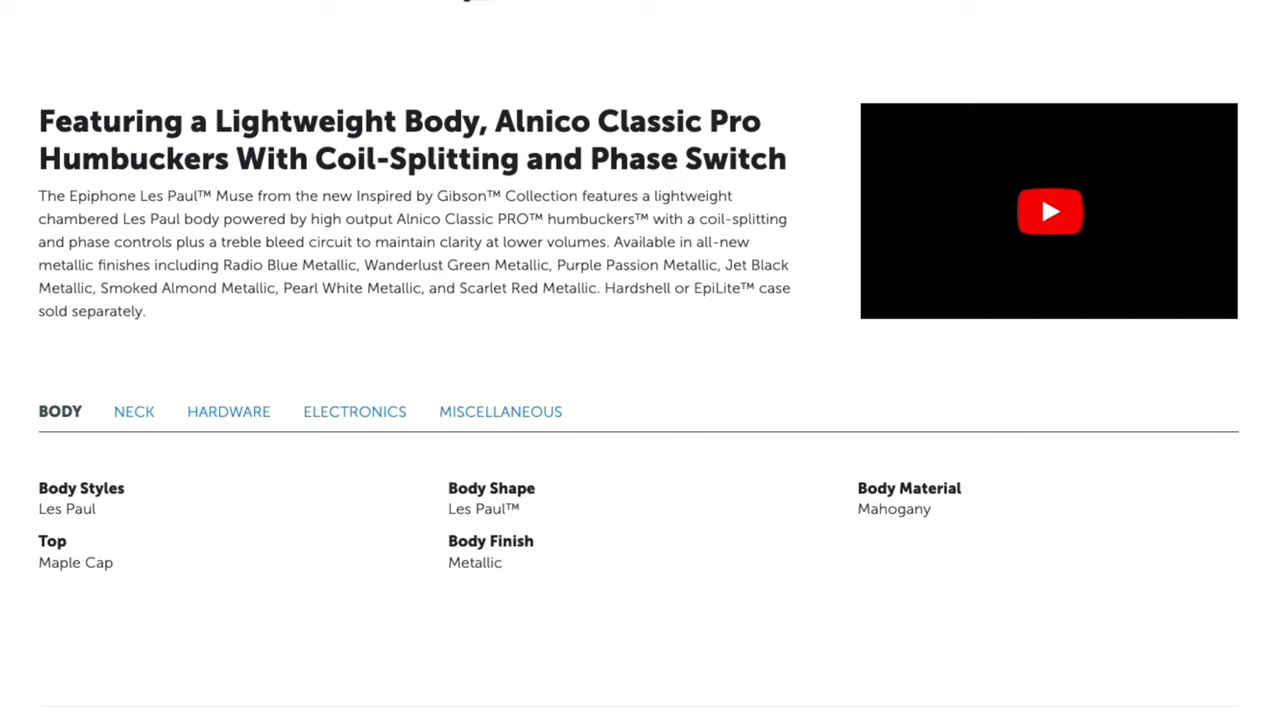 Featuring a Lightweight Body, Alnico Classic Pro
Humbuckers With Coil-Splitting and Phase Switch
The Epiphone Les Paul™ Muse from the new Inspired by Gibson™ Collection features a lightweight
chambered Les Paul body powered by high output Alnico Classic PRO™ humbuckers™ with a coil-splitting
and phase controls plus a treble bleed circuit to maintain clarity at lower volumes. Available in all-new
metallic finishes including Radio Blue Metallic, Wanderlust Green Metallic, Purple Passion Metallic, Jet Black
Metallic, Smoked Almond Metallic, Pearl White Metallic, and Scarlet Red Metallic. Hardshell or EpiLite™ case
sold separately.
BODY NECK HARDWARE ELECTRONICS MISCELLANEOUS
Body Styles Body Shape Body Material
Les Paul Les Paul™ Mahogany
Top Body Finish
Maple Cap Metallic